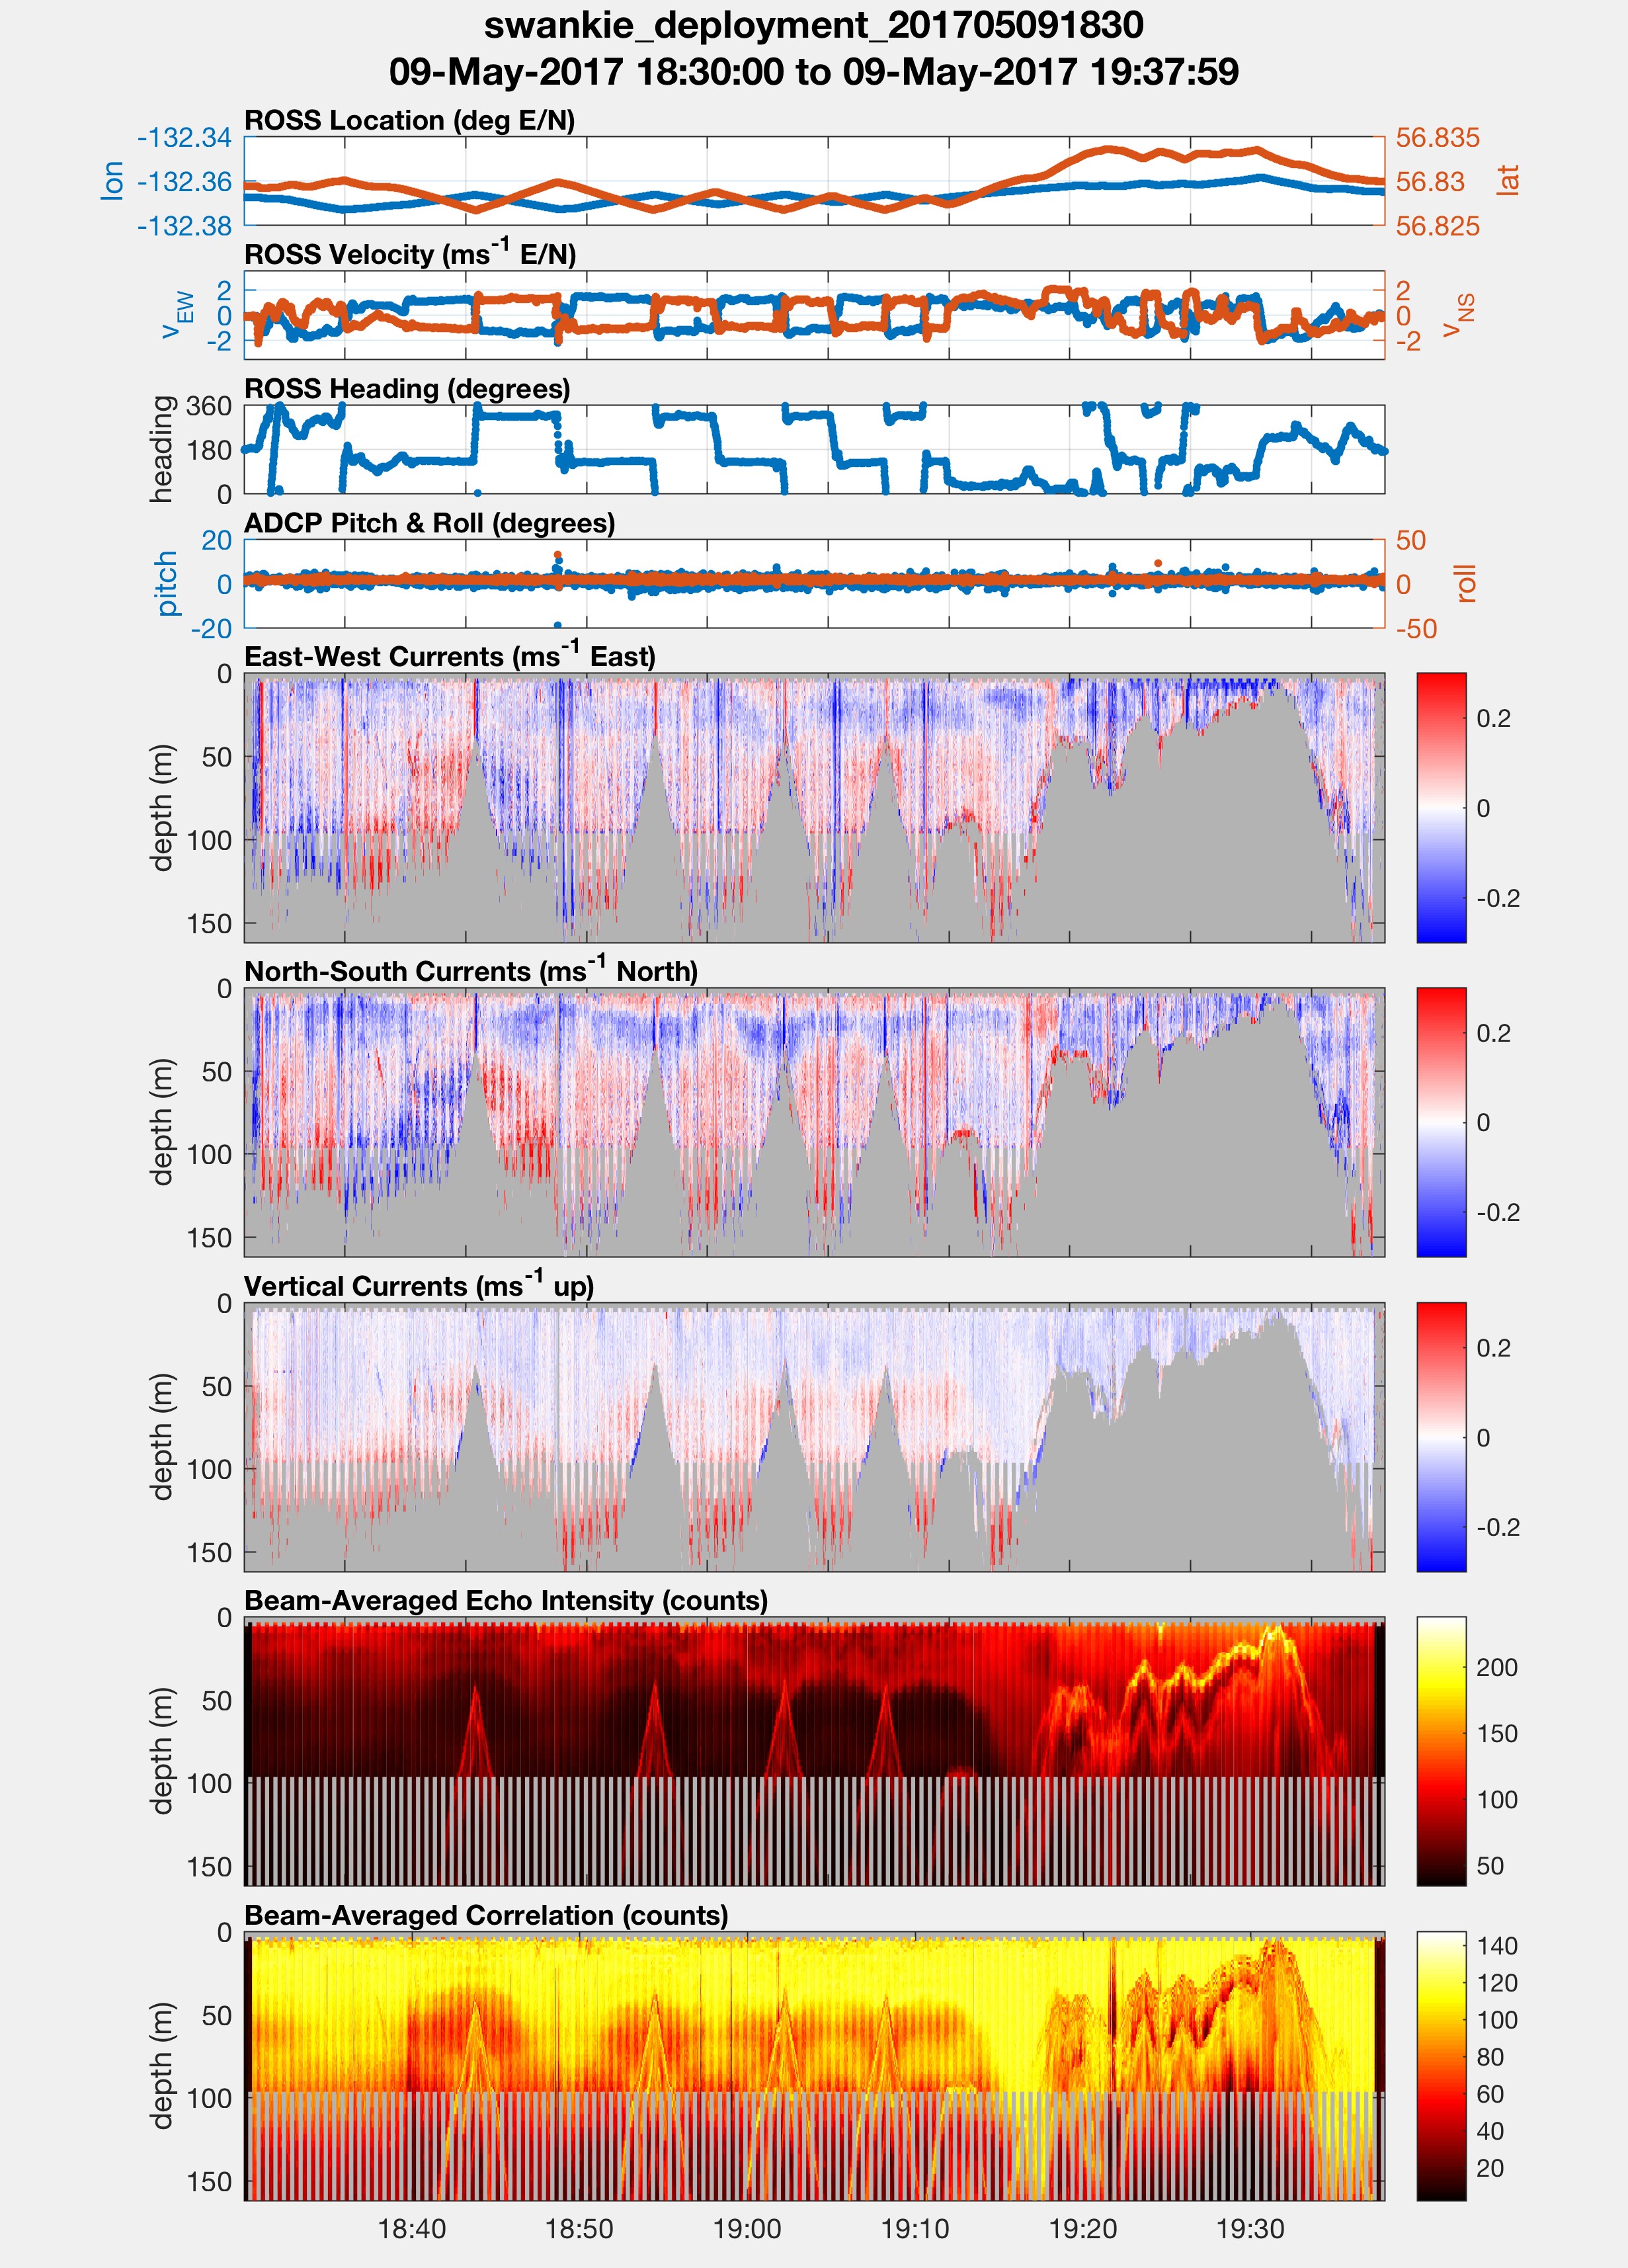 swankie_deployment_201705091830
09-May-2017 18:30:00 to 09-May-2017 19:37:59
ROSS Location (deg E/N)
-132.34
-132.36
-132.38
lon
56.835
56.83
56.825
lat
ROSS Velocity (ms-1 E/N)
2
0
-2
vEW
2
0
-2
vNS
ROSS Heading (degrees)
360
180
0
heading
ADCP Pitch & Roll (degrees)
20
0
-20
pitch
50
0
-50
roll
East-West Currents (ms-1 East)
0
50
100
150
depth (m)
0.2
0
-0.2
North-South Currents (ms-1 North)
0
50
100
150
depth (m)
0.2
0
-0.2
Vertical Currents (ms-1 up)
0
50
100
150
depth (m)
0.2
0
-0.2
Beam-Averaged Echo Intensity (counts)
0
50
100
150
depth (m)
200
150
100
50
Beam-Averaged Correlation (counts)
0
50
100
150
depth (m)
140
120
100
80
60
40
20
18:40 18:50 19:00 19:10 19:20 19:30